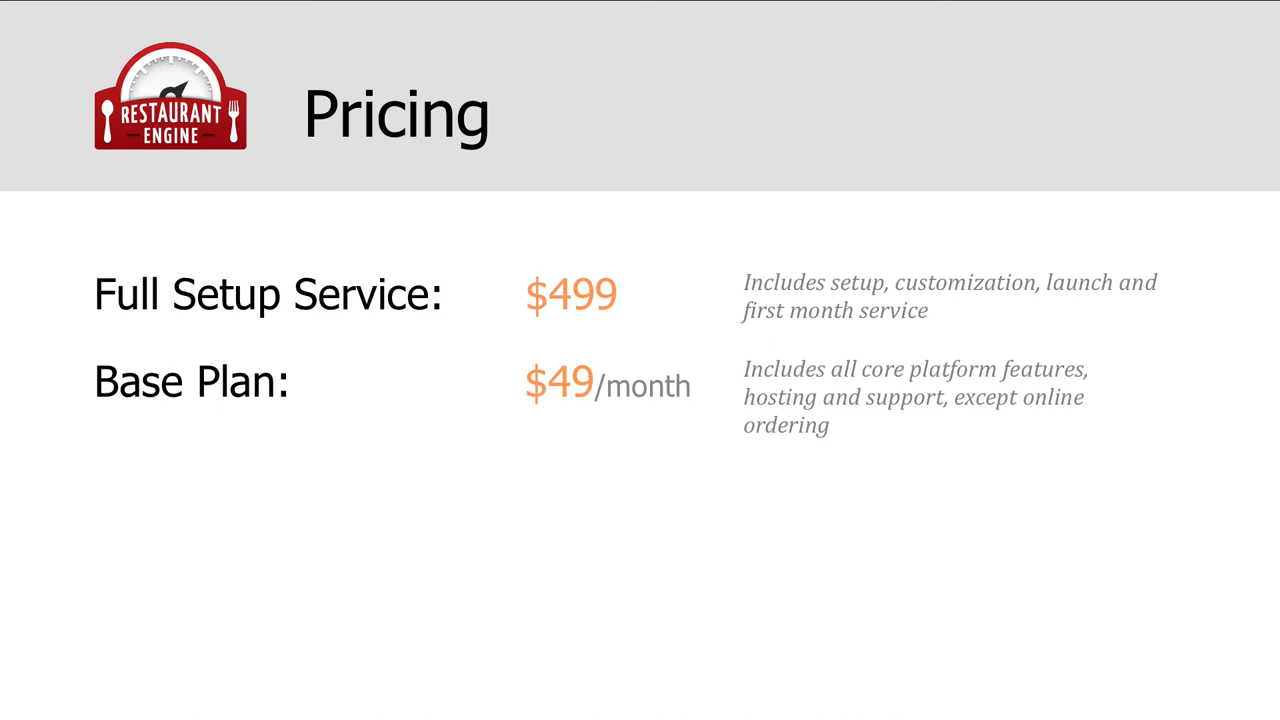 RESTAURANT
ENGINE
Pricing
Full Setup Service:
$499
Includes setup, customization, launch and
first month service
Base Plan:
$49/month
Includes all core platform features,
hosting and support, except online
ordering